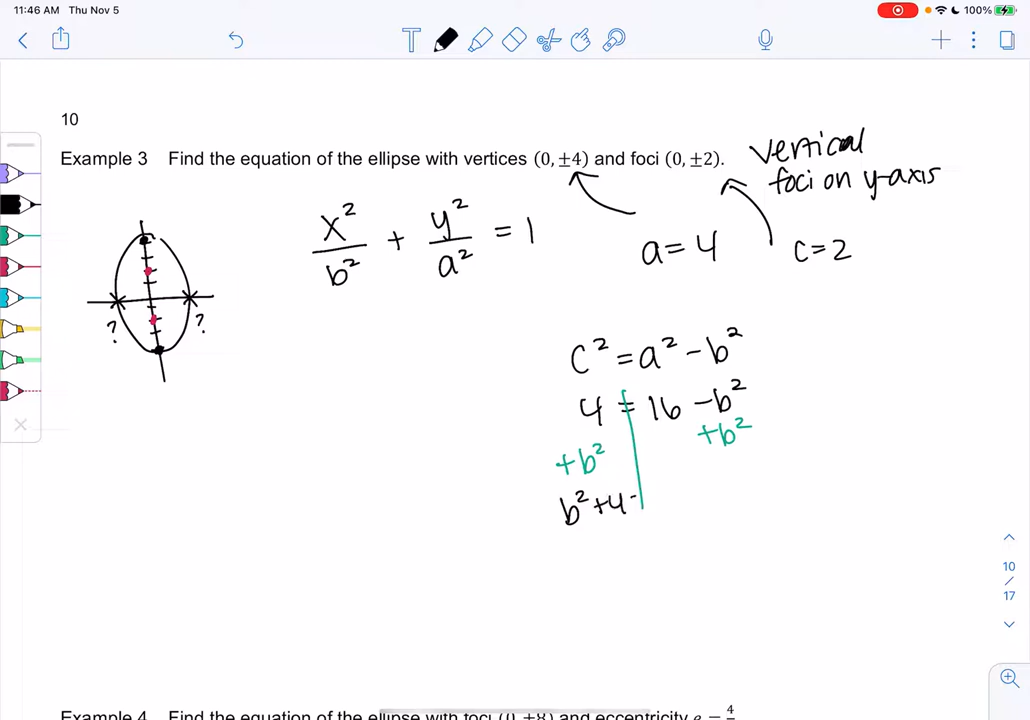 11:46 AM Thu Nov 5
100%
T
10
Example 3 Find the equation of the ellipse with vertices (0, ±4) and foci (0, ±2).
vertical
foci on y-axis
x²/b² + y²/a² = 1
a = 4
c = 2
? ?
c² = a² - b²
4 = 16 - b²
+b² +b²
b² + 4 -
10
/
17
Example 4 Find the equation of the ellipse with foci (0, ±8) and eccentricity e = 4